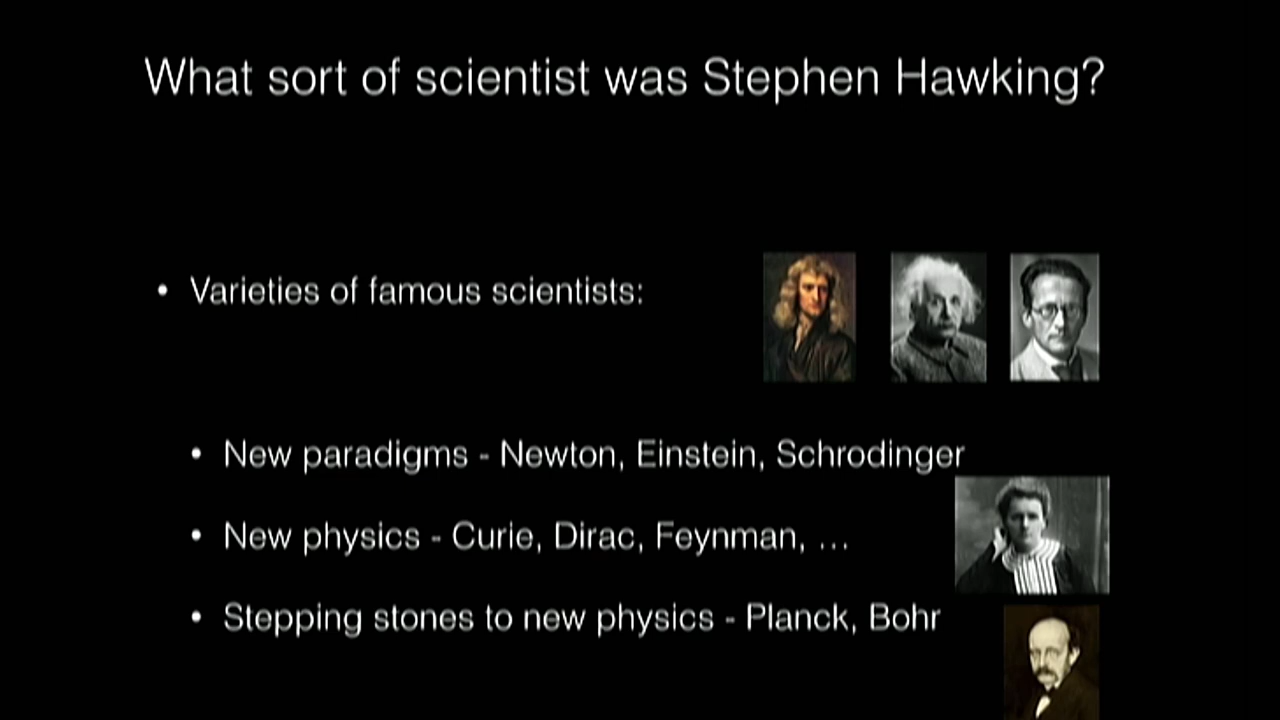 What sort of scientist was Stephen Hawking?
• Varieties of famous scientists:
• New paradigms - Newton, Einstein, Schrodinger
• New physics - Curie, Dirac, Feynman, …
• Stepping stones to new physics - Planck, Bohr